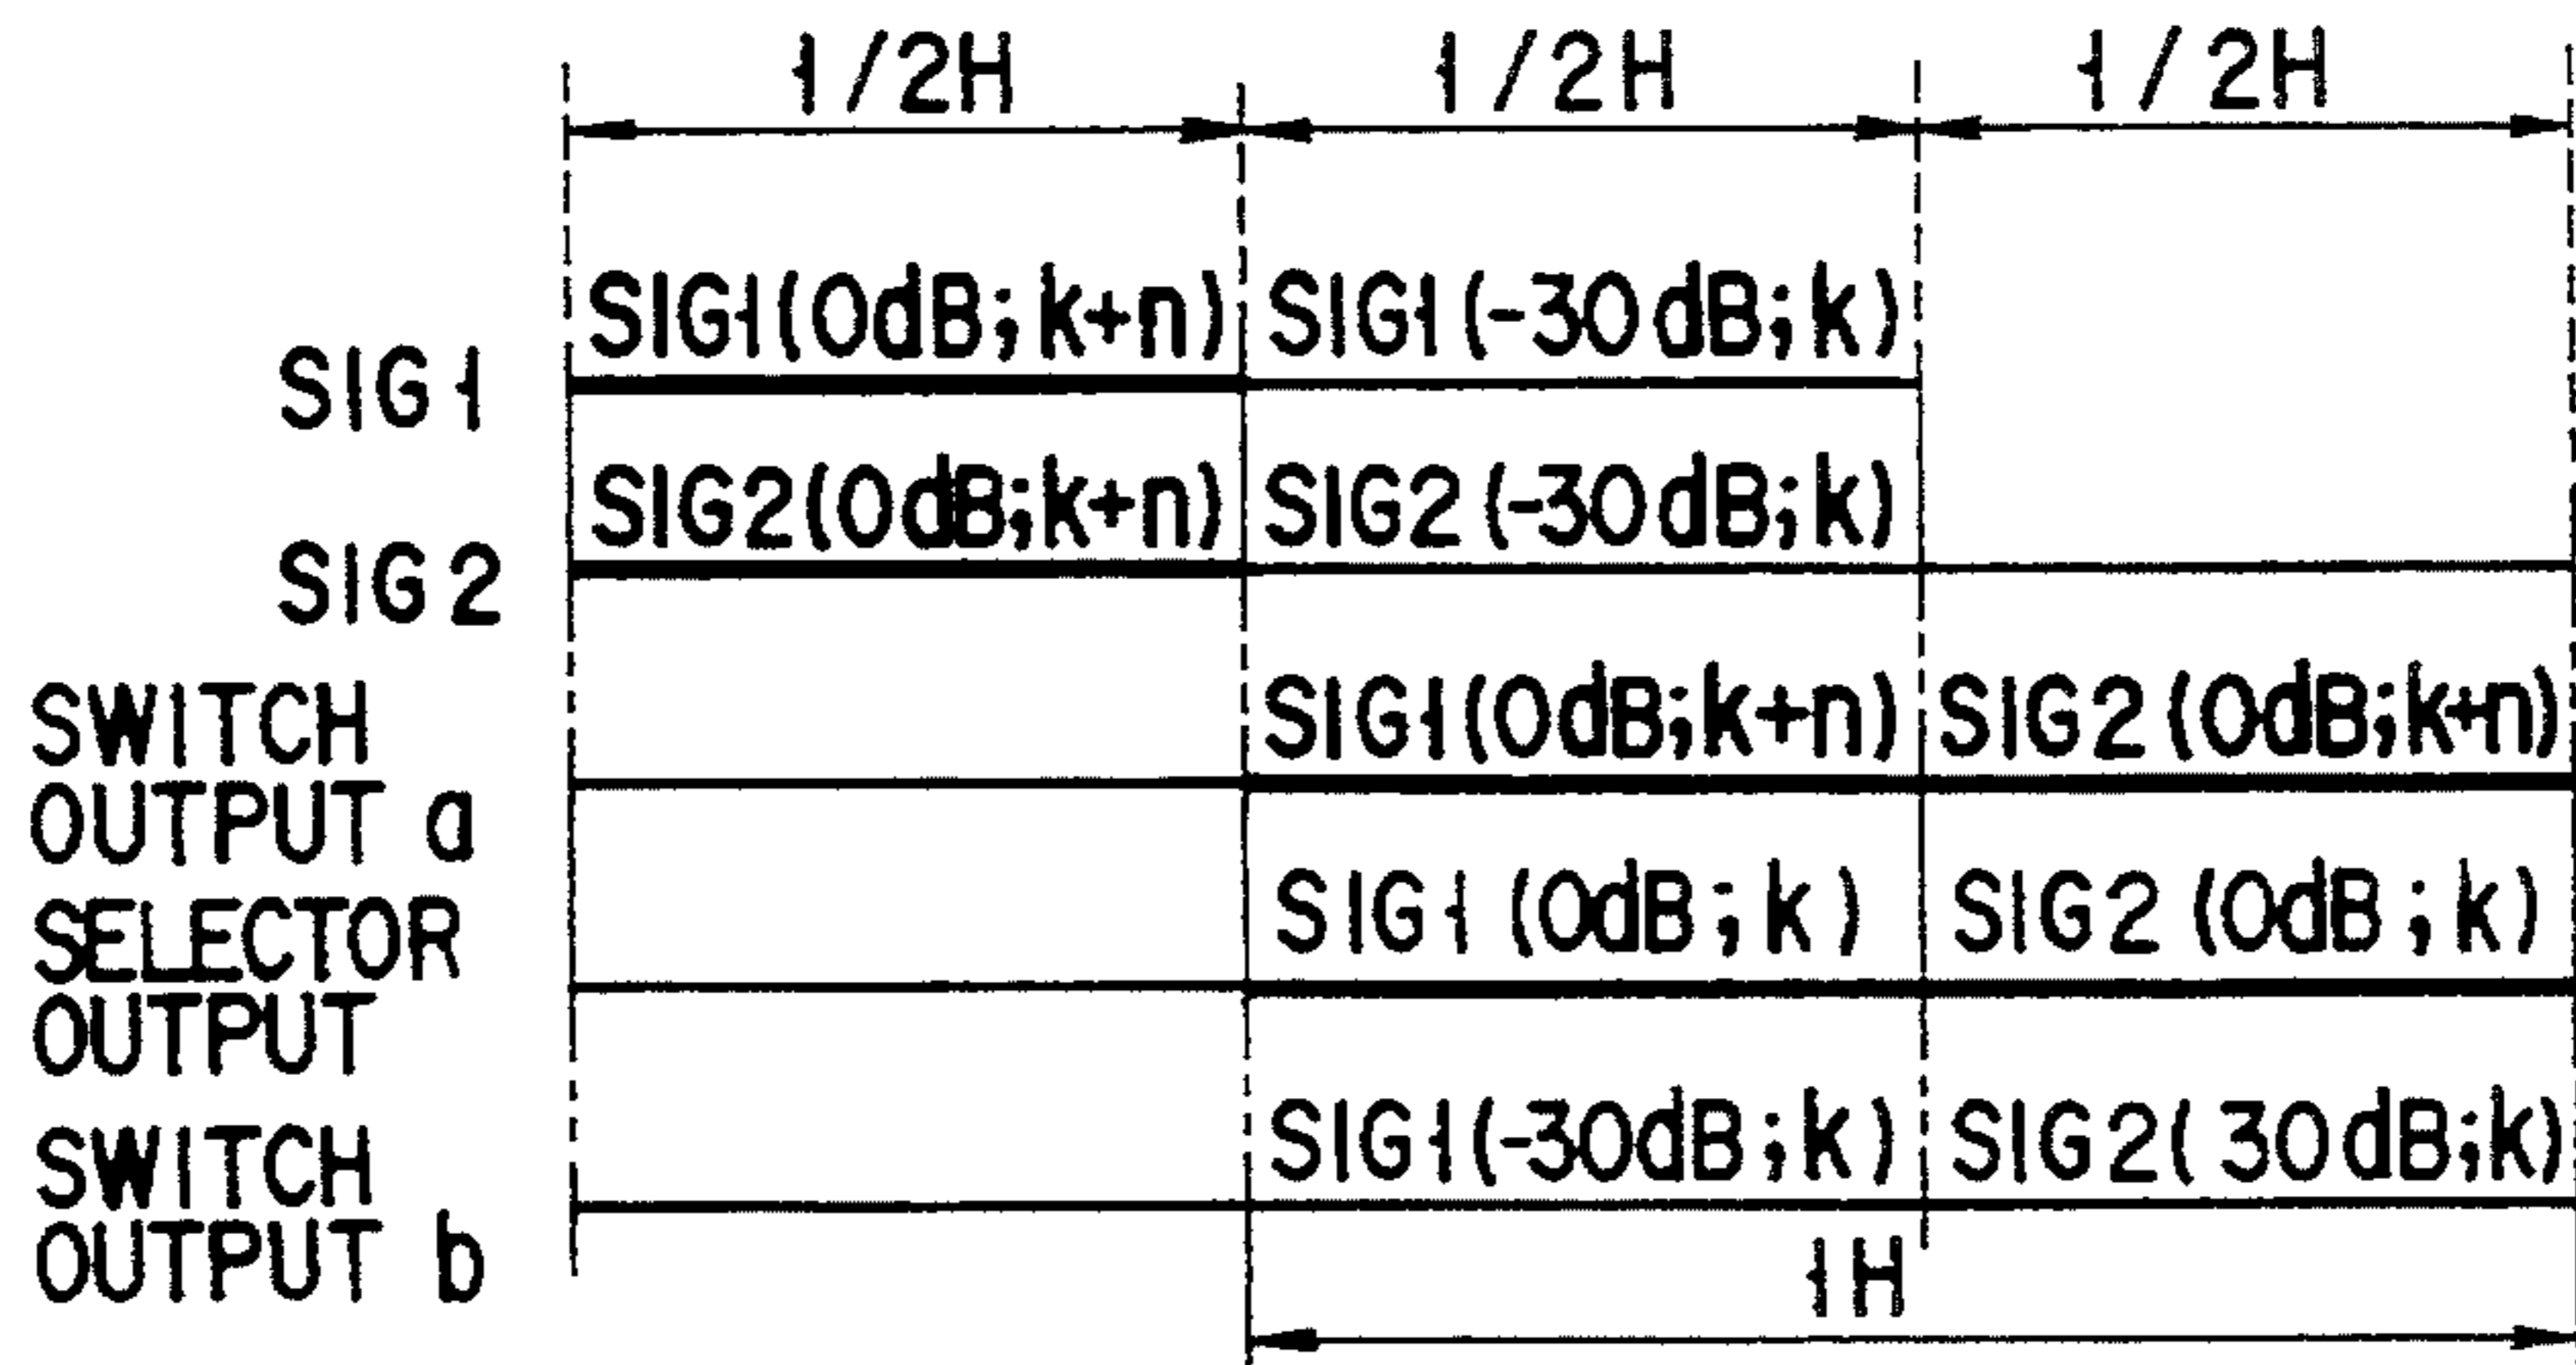 1/2H 1/2H 1/2H
SIG1(0dB;k+n) SIG1(-30dB;k)
SIG1
SIG2(0dB;k+n) SIG2(-30dB;k)
SIG2
SIG1(0dB;k+n) SIG2(0dB;k+n)
SWITCH
OUTPUT a
SIG1(0dB;k) SIG2(0dB;k)
SELECTOR
OUTPUT
SIG1(-30dB;k) SIG2(30dB;k)
SWITCH
OUTPUT b
1H